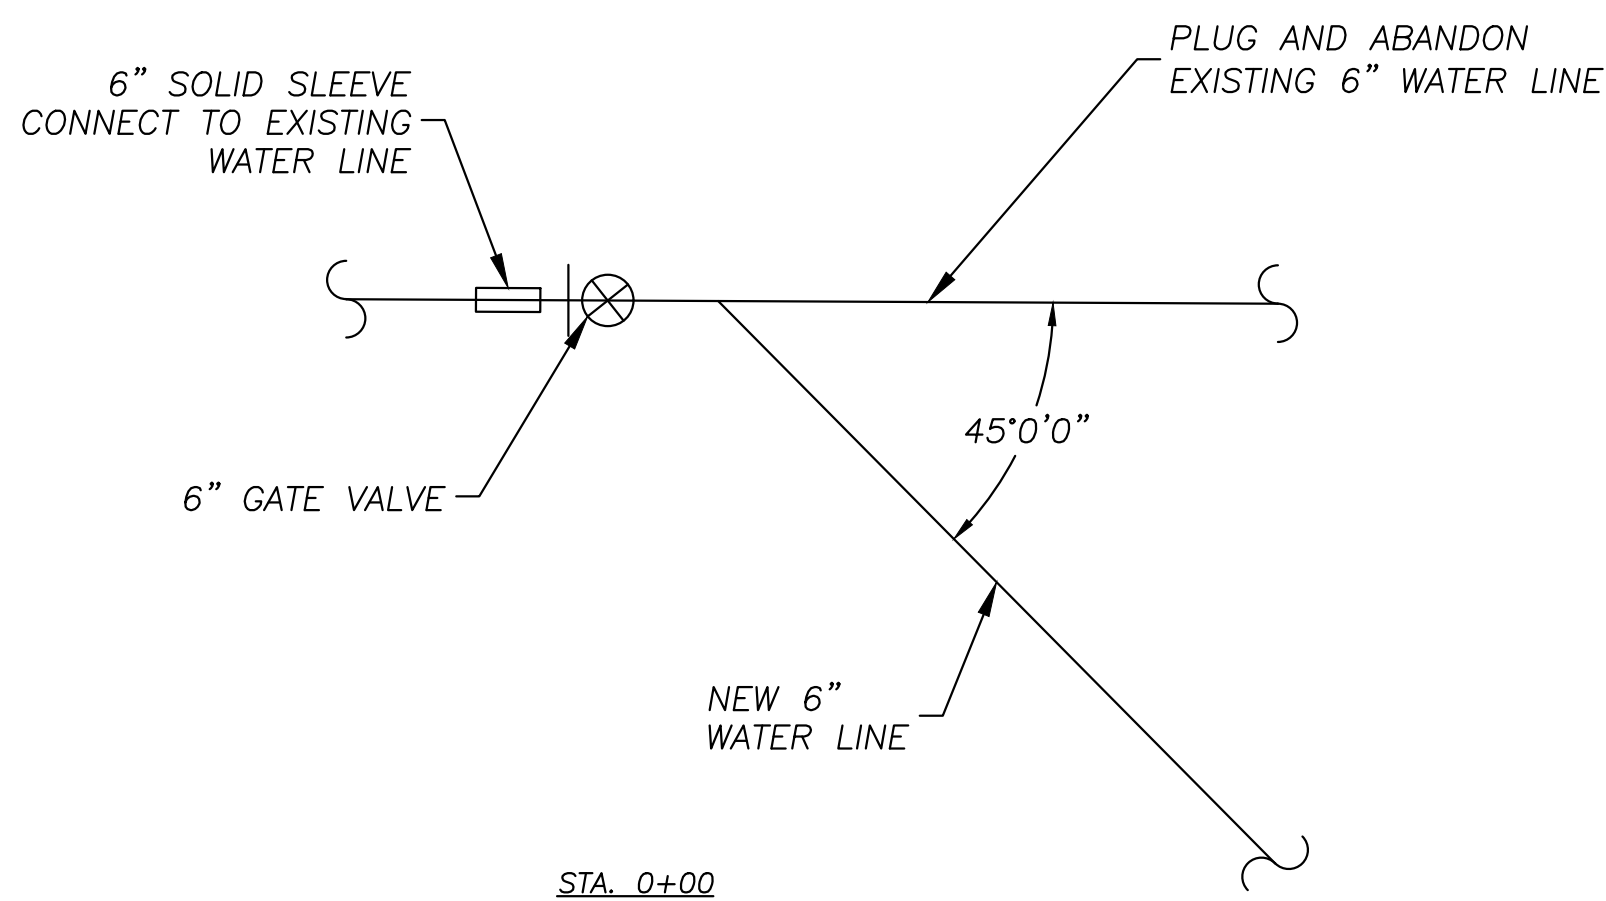 PLUG AND ABANDON
EXISTING 6" WATER LINE
6" SOLID SLEEVE
CONNECT TO EXISTING
WATER LINE
45°0'0"
6" GATE VALVE
NEW 6"
WATER LINE
STA. 0+00